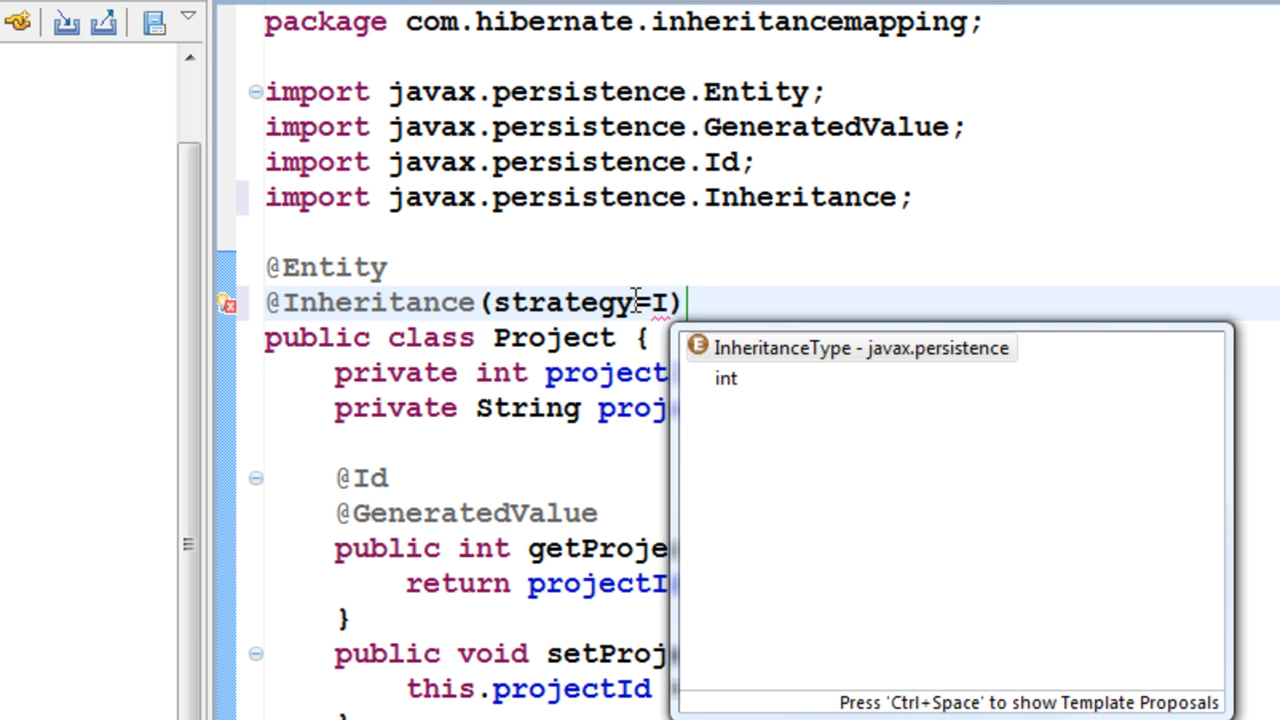 package com.hibernate.inheritancemapping;
import javax.persistence.Entity;
import javax.persistence.GeneratedValue;
import javax.persistence.Id;
import javax.persistence.Inheritance;
@Entity
@Inheritance(strategy=I)
public class Project {
private int project
private String proj
@Id
@GeneratedValue
public int getProje
return projectI
}
public void setProj
this.projectId
InheritanceType - javax.persistence
int
Press 'Ctrl+Space' to show Template Proposals